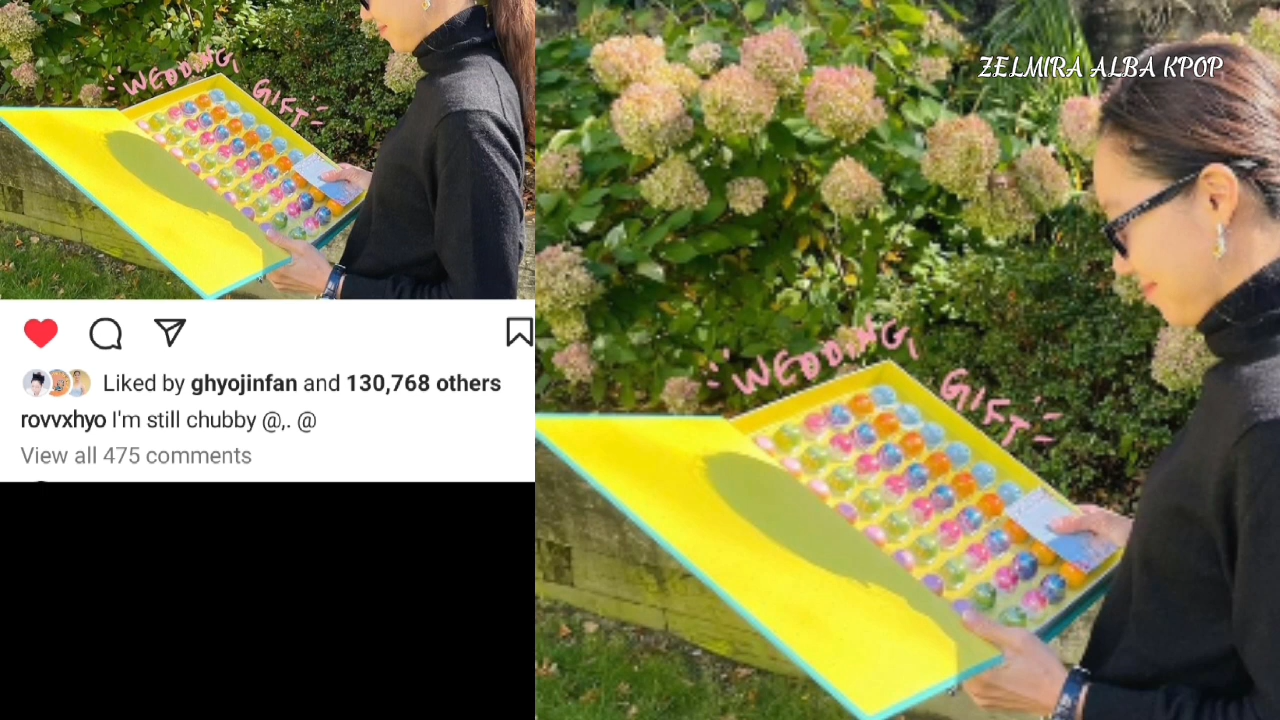 WEDDING
GIFT
Liked by ghyojinfan and 130,768 others
rovvxhyo I'm still chubby @,. @
View all 475 comments
ZELMIRA ALBA KPOP
WEDDING
GIFT